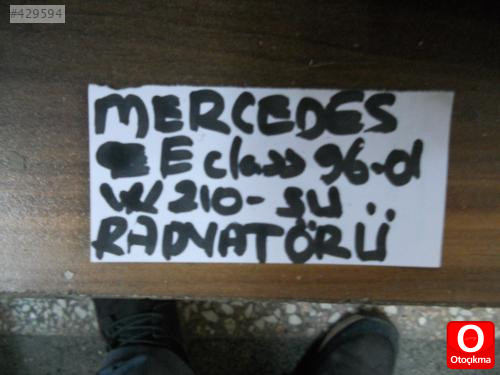 #429594
MERCEDES
E class 96-01
W210-SU
RADYATÖRÜ
O
Otoçıkma